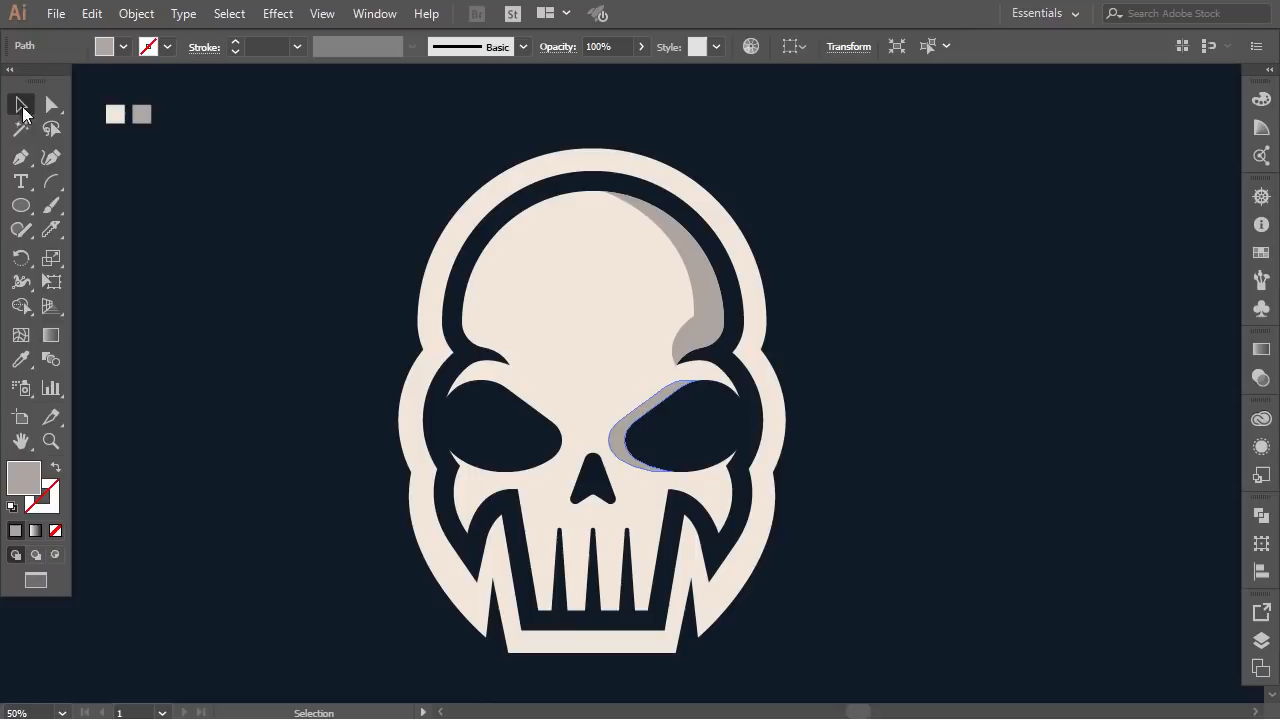 Ai File Edit Object Type Select Effect View Window Help Br St Essentials Search Adobe Stock
Path Stroke: Basic Opacity: 100% Style: Transform
T
50% 1 Selection